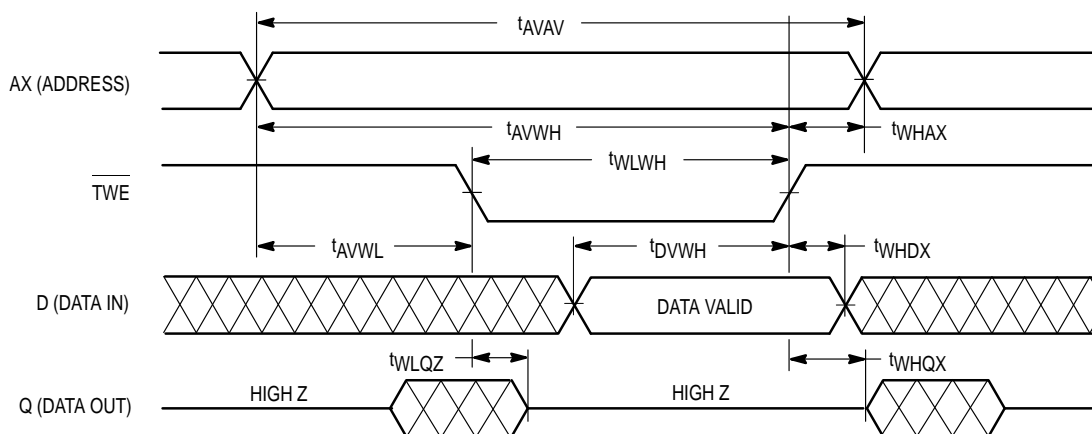 tAVAV
AX (ADDRESS)
tAVWH
tWHAX
tWLWH
TWE
tAVWL
tDVWH
tWHDX
D (DATA IN)
DATA VALID
tWLQZ
tWHQX
HIGH Z
HIGH Z
Q (DATA OUT)